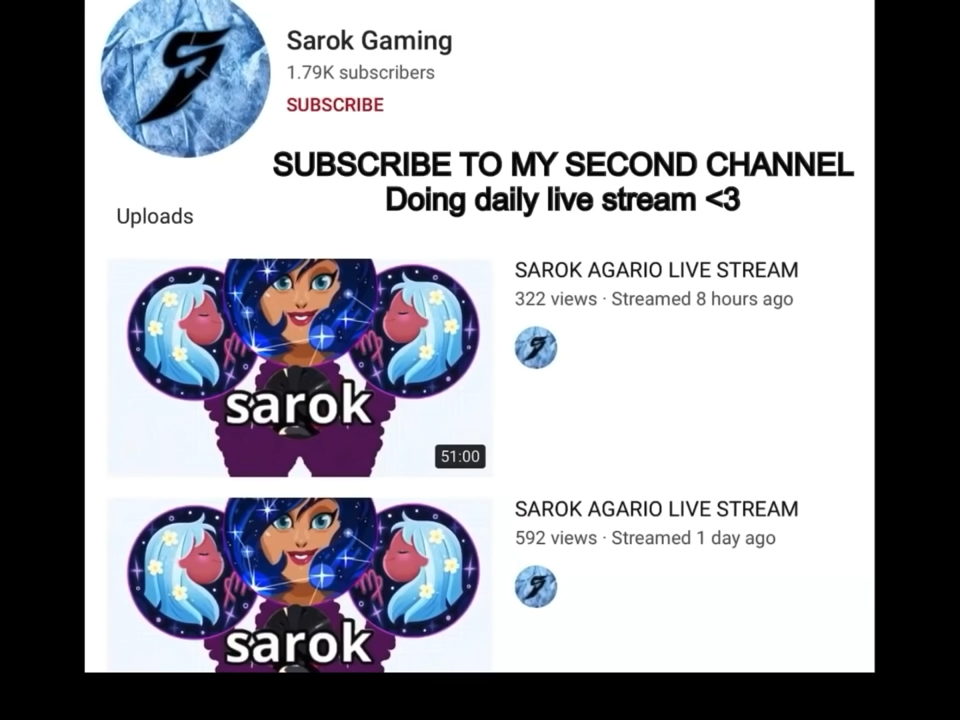 Sarok Gaming
1.79K subscribers
SUBSCRIBE
SUBSCRIBE TO MY SECOND CHANNEL
Doing daily live stream <3
Uploads
SAROK AGARIO LIVE STREAM
322 views · Streamed 8 hours ago
sarok
51:00
SAROK AGARIO LIVE STREAM
592 views · Streamed 1 day ago
sarok